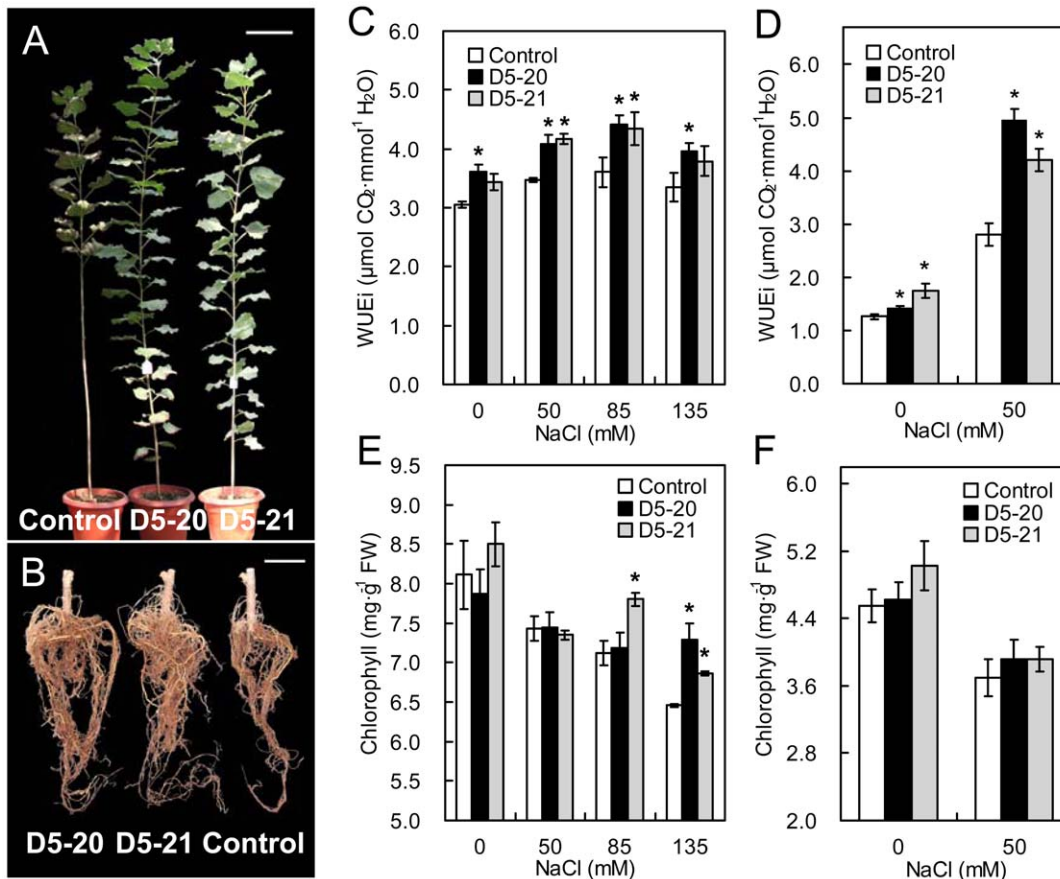 A
Control D5-20 D5-21
B
D5-20 D5-21 Control
C
WUEi (µmol CO₂·mmol¹ H₂O)
6.0
5.0
4.0
3.0
2.0
1.0
0.0
Control
D5-20
D5-21
*
* *
* *
*
0 50 85 135
NaCl (mM)
D
WUEi (µmol CO₂·mmol¹ H₂O)
6.0
5.0
4.0
3.0
2.0
1.0
0.0
Control
D5-20
D5-21
* *
* *
0 50
NaCl (mM)
E
Chlorophyll (mg·g¹ FW)
9.5
9.0
8.5
8.0
7.5
7.0
6.5
6.0
5.5
5.0
Control
D5-20
D5-21
*
* *
0 50 85 135
NaCl (mM)
F
Chlorophyll (mg·g¹ FW)
6.0
5.2
4.4
3.6
2.8
2.0
Control
D5-20
D5-21
0 50
NaCl (mM)